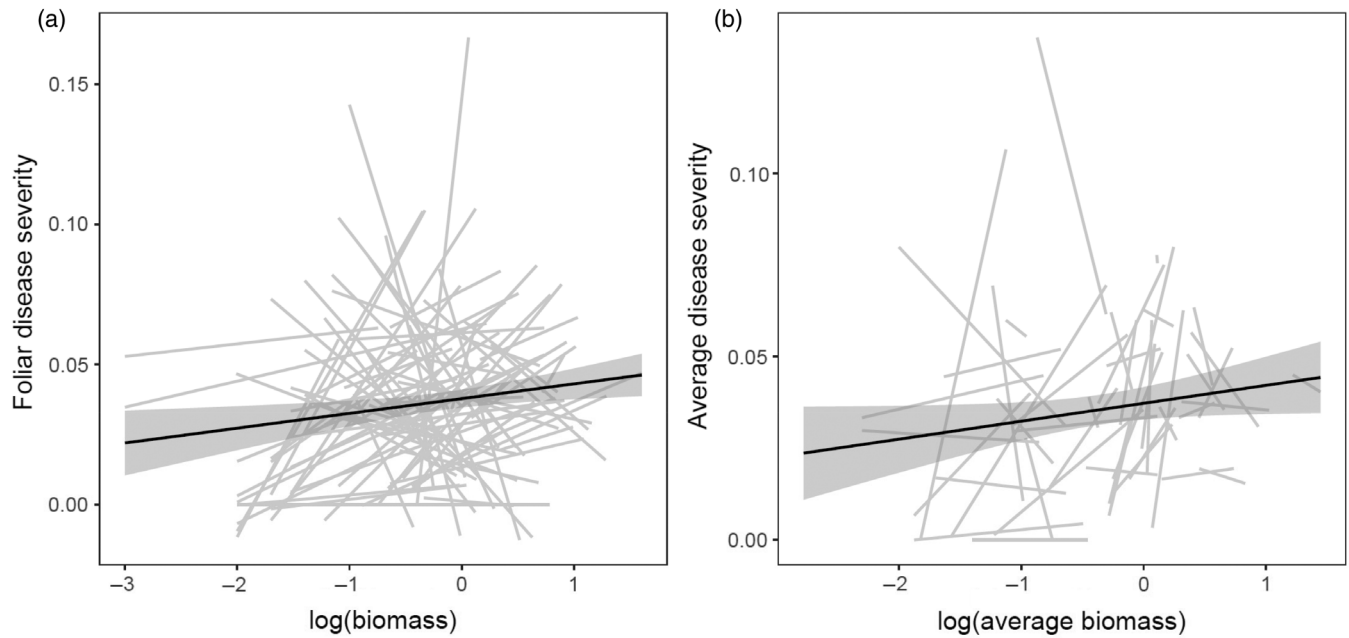 (a)
Foliar disease severity
0.15
0.10
0.05
0.00
–3 –2 –1 0 1
log(biomass)
(b)
Average disease severity
0.10
0.05
0.00
–2 –1 0 1
log(average biomass)